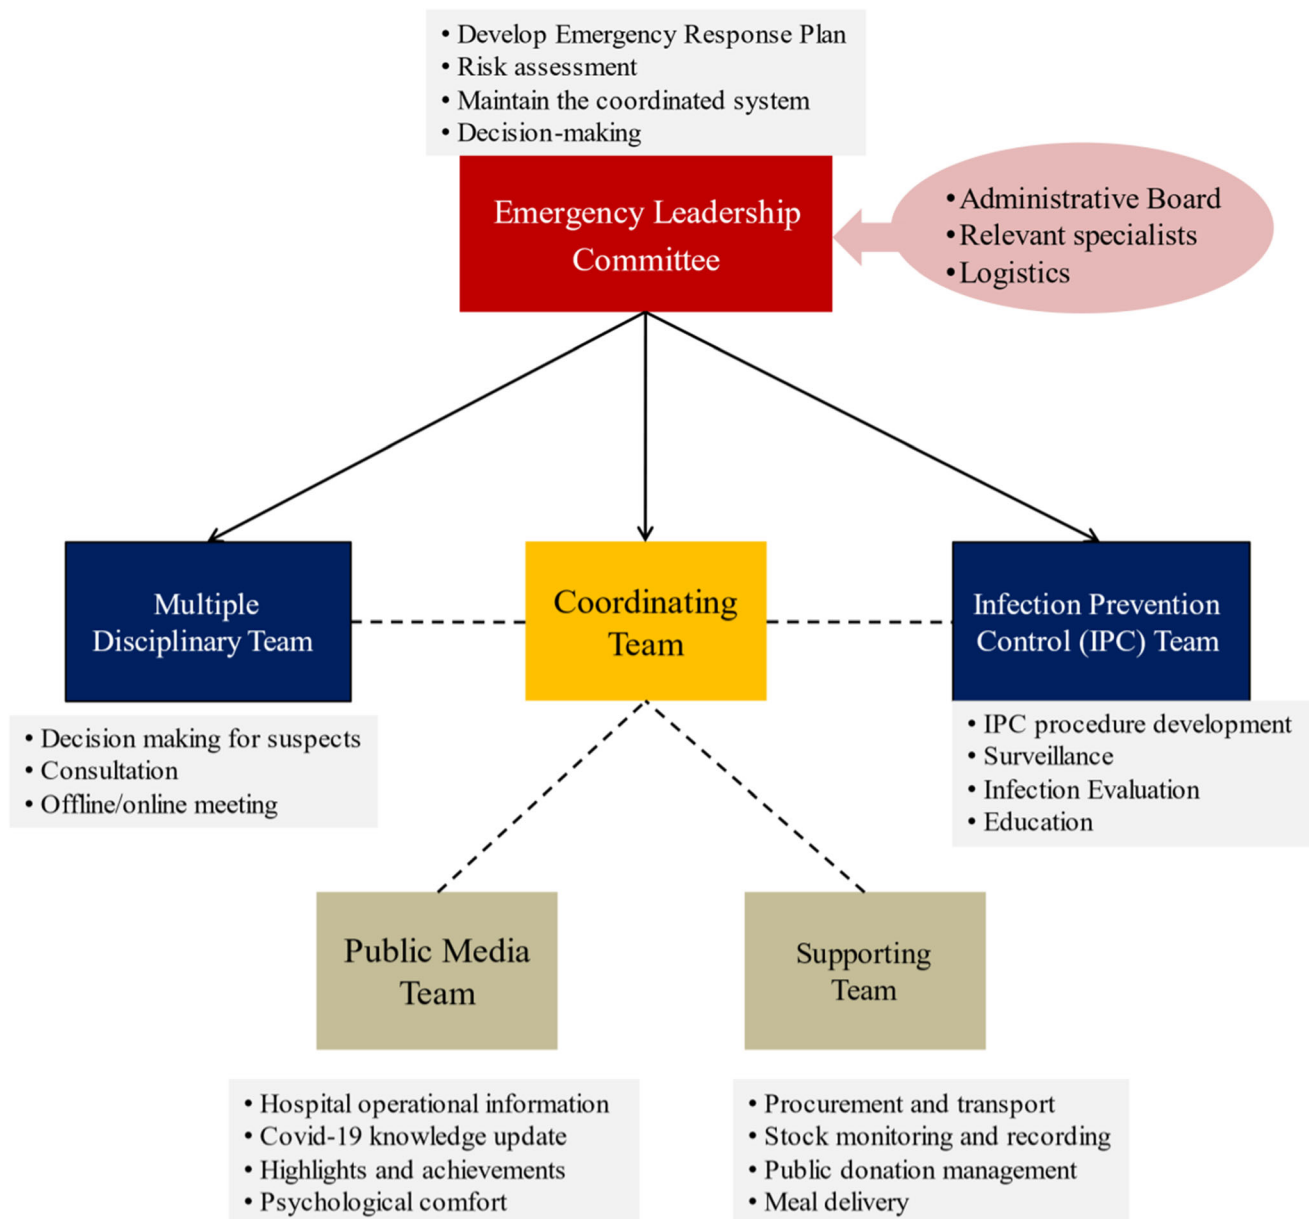 • Develop Emergency Response Plan
• Risk assessment
• Maintain the coordinated system
• Decision-making
Emergency Leadership
Committee
•Administrative Board
•Relevant specialists
•Logistics
Multiple
Disciplinary Team
Coordinating
Team
Infection Prevention
Control (IPC) Team
• Decision making for suspects
• Consultation
• Offline/online meeting
• IPC procedure development
• Surveillance
• Infection Evaluation
• Education
Public Media
Team
Supporting
Team
• Hospital operational information
• Covid-19 knowledge update
• Highlights and achievements
• Psychological comfort
• Procurement and transport
• Stock monitoring and recording
• Public donation management
• Meal delivery